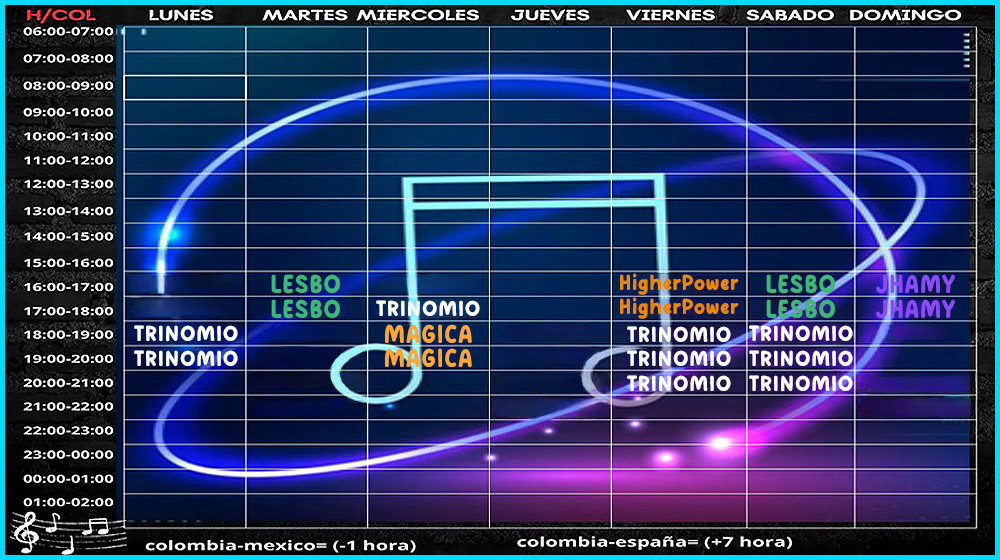 H/COL LUNES MARTES MIERCOLES JUEVES VIERNES SABADO DOMINGO
06:00-07:00
07:00-08:00
08:00-09:00
09:00-10:00
10:00-11:00
11:00-12:00
12:00-13:00
13:00-14:00
14:00-15:00
15:00-16:00
16:00-17:00 LESBO HigherPower LESBO JHAMY
17:00-18:00 LESBO TRINOMIO HigherPower LESBO JHAMY
18:00-19:00 TRINOMIO MAGICA TRINOMIO TRINOMIO
19:00-20:00 TRINOMIO MAGICA TRINOMIO TRINOMIO
20:00-21:00 TRINOMIO TRINOMIO
21:00-22:00
22:00-23:00
23:00-00:00
00:00-01:00
01:00-02:00
colombia-mexico= (-1 hora) colombia-españa= (+7 hora)